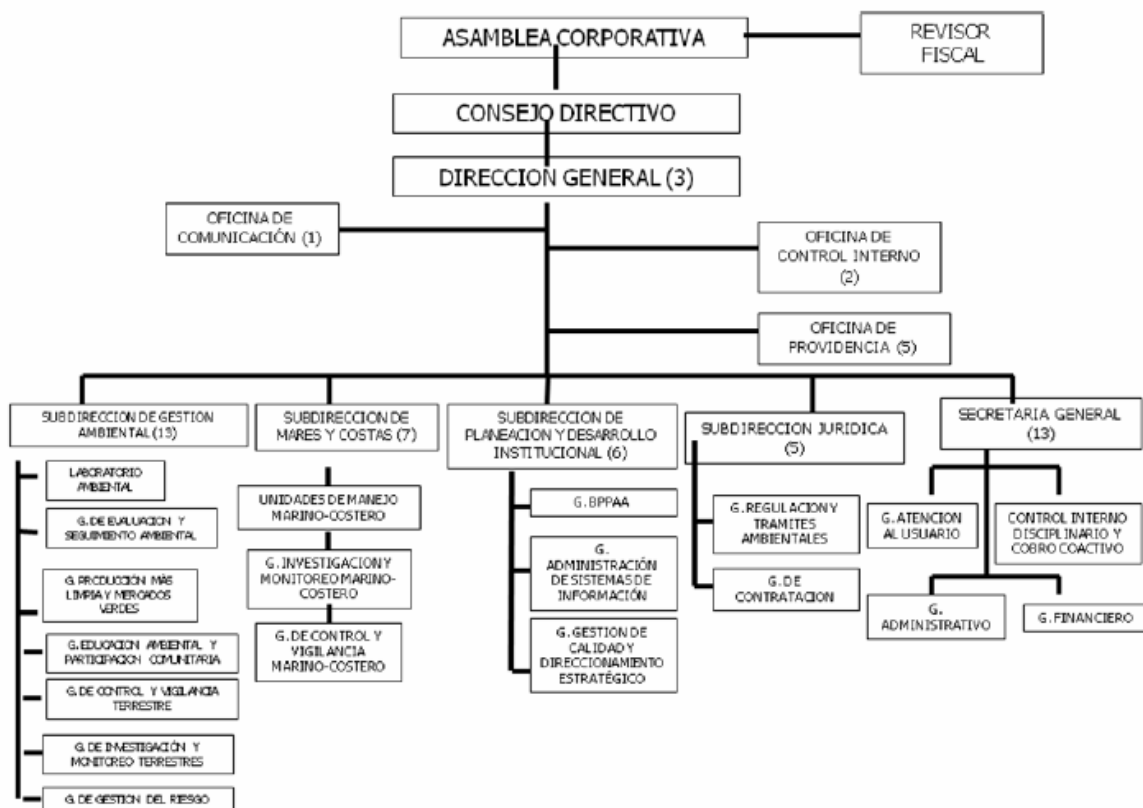 ASAMBLEA CORPORATIVA
REVISOR
FISCAL
CONSEJO DIRECTIVO
DIRECCION GENERAL (3)
OFICINA DE
COMUNICACIÓN (1)
OFICINA DE
CONTROL INTERNO
(2)
OFICINA DE
PROVIDENCIA (5)
SUBDIRECCION DE GESTION
AMBIENTAL (13)
SUBDIRECCION DE
MARES Y COSTAS (7)
SUBDIRECCION DE
PLANEACION Y DESARROLLO
INSTITUCIONAL (6)
SUBDIRECCION JURIDICA
(5)
SECRETARIA GENERAL
(13)
LABORATORIO
AMBIENTAL
G. DE EVALUACION Y
SEGUIMIENTO AMBIENTAL
G. PRODUCCIÓN MÀS
LIMPIA Y MERCADOS
VERDES
G. EDUCACION AMBIENTAL Y
PARTICIPACION COMUNITARIA
G. DE CONTROL Y VIGILANCIA
TERRESTRE
G. DE INVESTIGACIÓN Y
MONITOREO TERRESTRES
G. DE GESTION DEL RIESGO
UNIDADES DE MANEJO
MARINO-COSTERO
G. INVESTIGACION Y
MONITOREO MARINO-
COSTERO
G. DE CONTROL Y
VIGILANCIA
MARINO-COSTERO
G. BPPAA
G.
ADMINISTRACIÓN
DE SISTEMAS DE
INFORMACIÓN
G. GESTION DE
CALIDAD Y
DIRECCIONAMIENTO
ESTRATÉGICO
G. REGULACION Y
TRAMITES
AMBIENTALES
G. DE
CONTRATACION
G. ATENCION
AL USUARIO
CONTROL INTERNO
DISCIPLINARIO Y
COBRO COACTIVO
G.
ADMINISTRATIVO
G. FINANCIERO